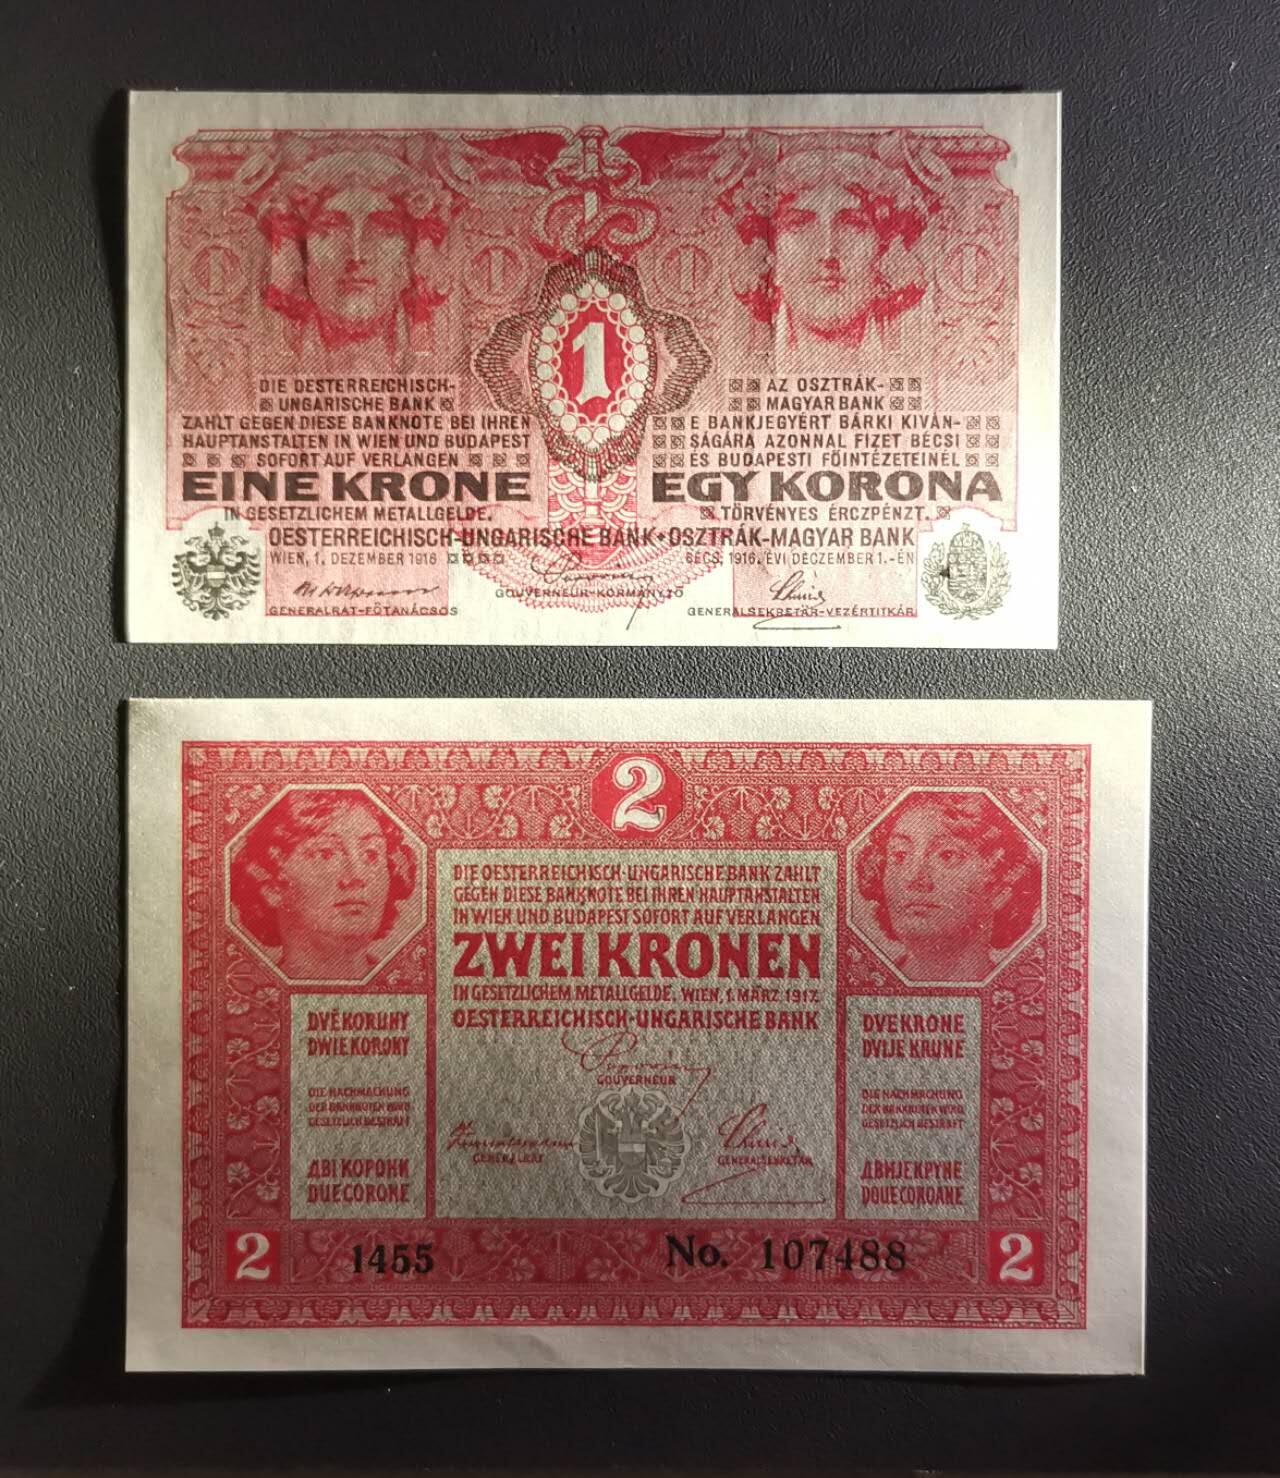 1 1 1 1
1
DIE OESTERREICHISCH-
UNGARISCHE BANK
ZAHLT GEGEN DIESE BANKNOTE BEI IHREN
HAUPTANSTALTEN IN WIEN UND BUDAPEST
SOFORT AUF VERLANGEN
EINE KRONE
IN GESETZLICHEM METALLGELDE.
AZ OSZTRÁK-
MAGYAR BANK
E BANKJEGYÉRT BÁRKI KIVÁN-
SÁGÁRA AZONNAL FIZET BÉCSI
ÉS BUDAPESTI FŐINTÉZETEINÉL
EGY KORONA
TÖRVÉNYES ÉRCZPÉNZT.
OESTERREICHISCH-UNGARISCHE BANK·OSZTRÁK-MAGYAR BANK
WIEN, 1. DEZEMBER 1916
BÉCS, 1916. ÉVI DECZEMBER 1.-ÉN
GENERALRAT-FŐTANÁCSOS
GOUVERNEUR-KORMÁNYZÓ
GENERALSEKRETÄR-VEZÉRTITKÁR
2
DIE OESTERREICHISCH-UNGARISCHE BANK ZAHLT
GEGEN DIESE BANKNOTE BEI IHREN HAUPTANSTALTEN
IN WIEN UND BUDAPEST SOFORT AUF VERLANGEN
ZWEI KRONEN
IN GESETZLICHEM METALLGELDE. WIEN, 1. MÄRZ 1917.
OESTERREICHISCH-UNGARISCHE BANK
GOUVERNEUR
GENERALRAT
GENERALSEKRETÄR
DVĚ KORUNY
DWIE KORONY
DIE NACHMACHUNG
DER BANKNOTEN WIRD
GESETZLICH BESTRAFT
ДВІ КОРОНИ
DUE CORONE
DVE KRONE
DVIJE KRUNE
DIE NACHMACHUNG
DER BANKNOTEN WIRD
GESETZLICH BESTRAFT
ДВИЈЕ КРУНЕ
DOUE COROANE
2 1455 No. 107488 2